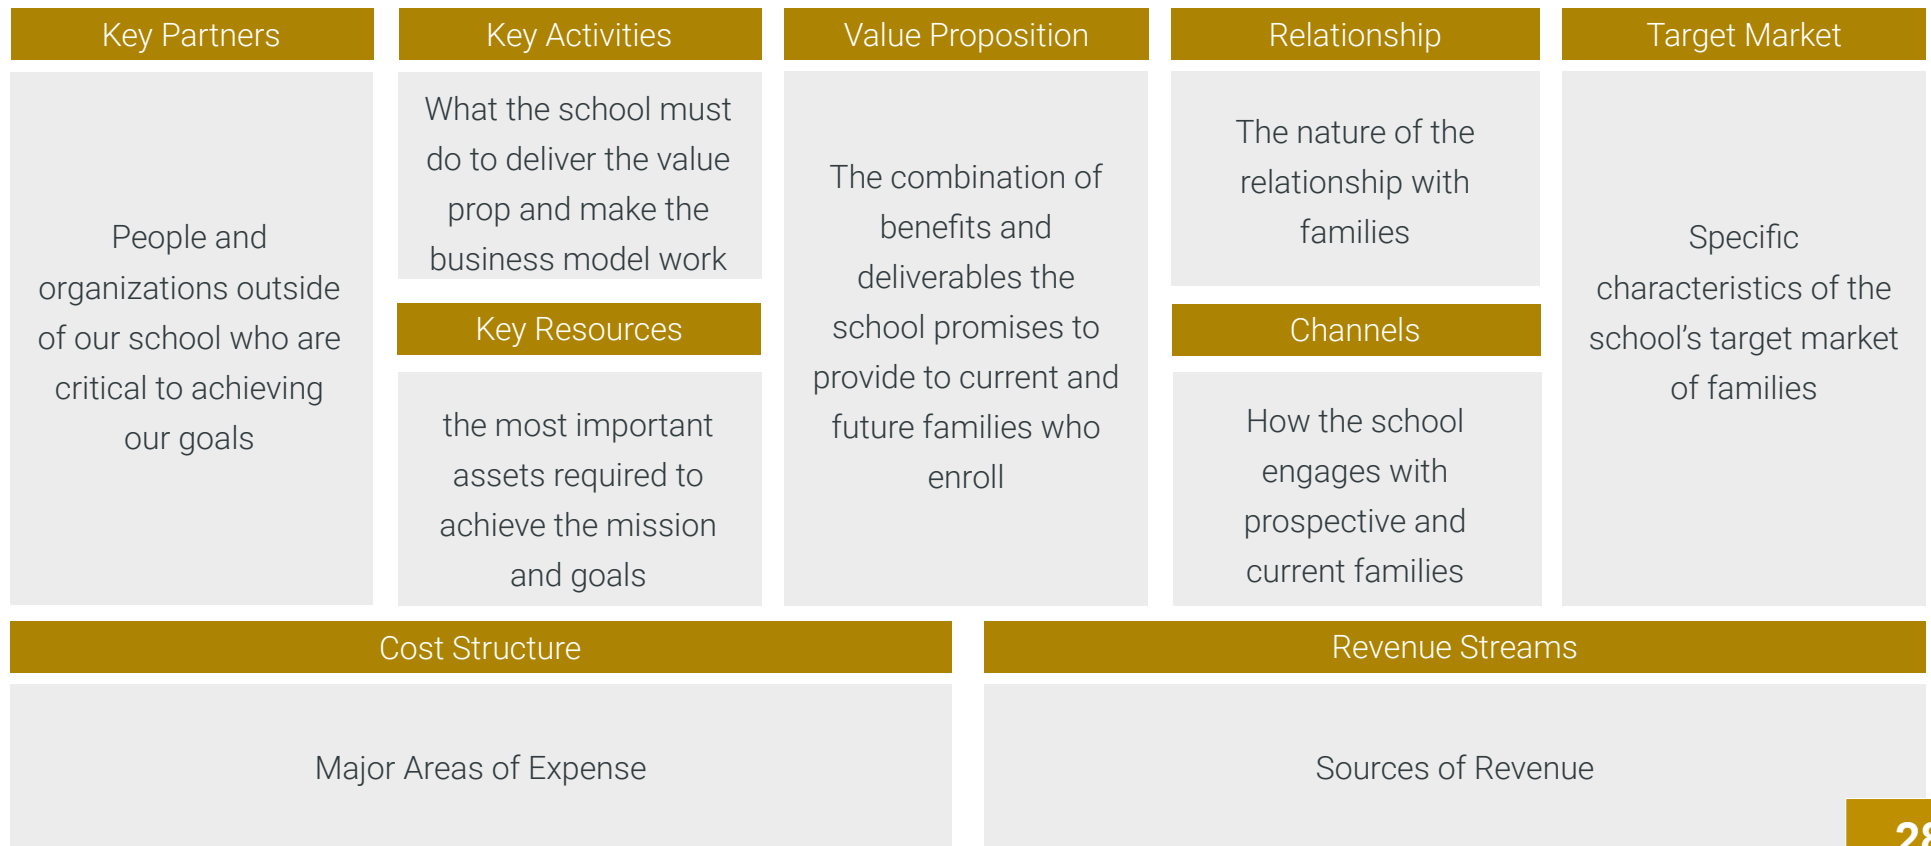 Key Partners
People and
organizations outside
of our school who are
critical to achieving
our goals
Key Activities
What the school must
do to deliver the value
prop and make the
business model work
Key Resources
the most important
assets required to
achieve the mission
and goals
Value Proposition
The combination of
benefits and
deliverables the
school promises to
provide to current and
future families who
enroll
Relationship
The nature of the
relationship with
families
Channels
How the school
engages with
prospective and
current families
Target Market
Specific
characteristics of the
school’s target market
of families
Cost Structure
Major Areas of Expense
Revenue Streams
Sources of Revenue
28